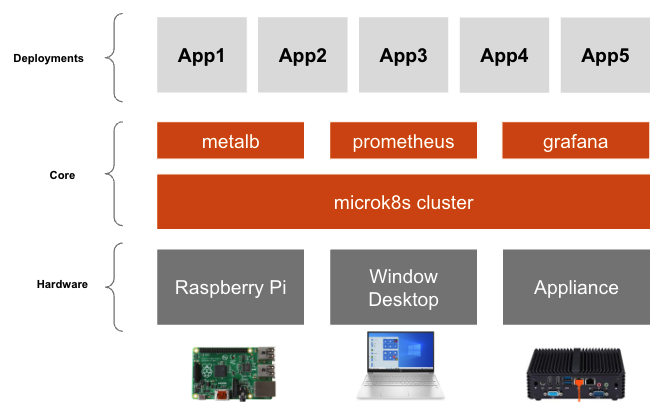 Deployments
App1
App2
App3
App4
App5
Core
metalb
prometheus
grafana
microk8s cluster
Hardware
Raspberry Pi
Window
Desktop
Appliance